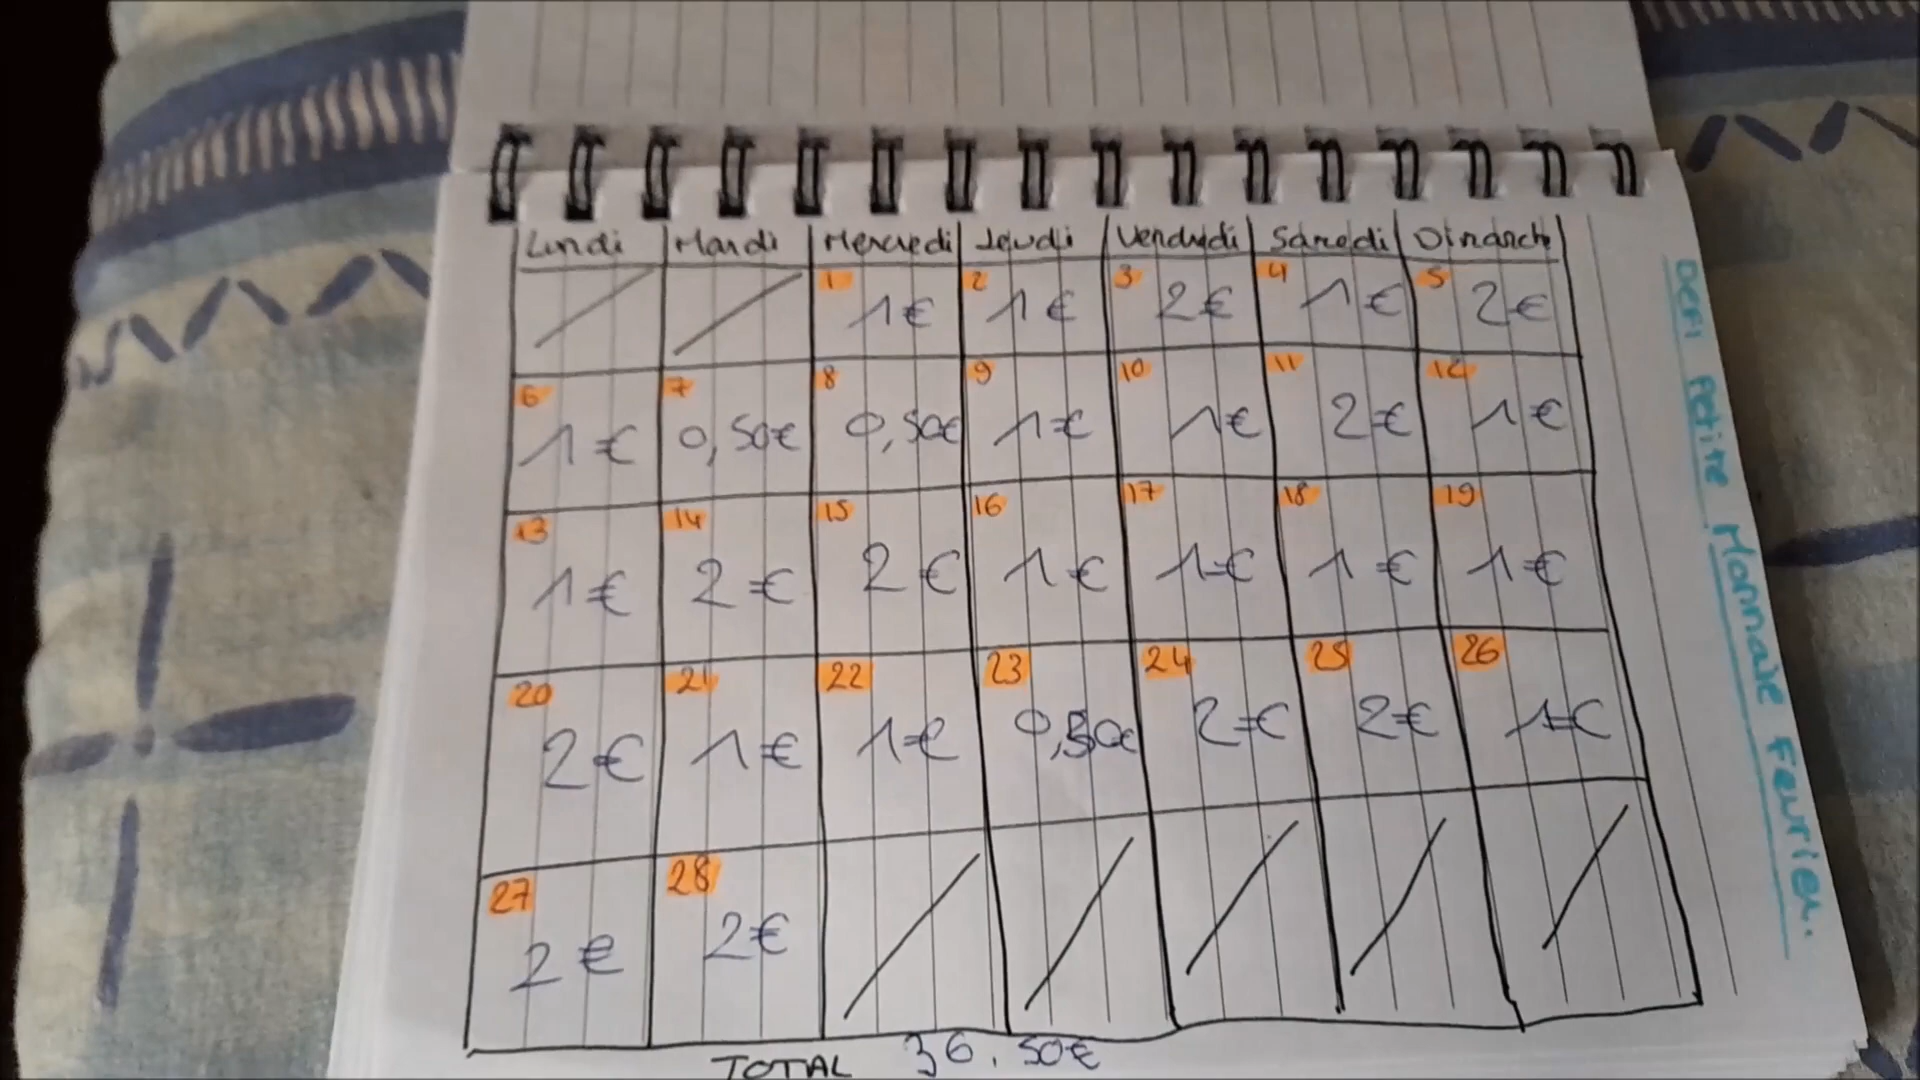 Lundi Mardi Mercredi Jeudi Vendredi Samedi Dimanche
1 2 3 4 5
1€ 1€ 2€ 1€ 2€
6 7 8 9 10 11 12
1€ 0,50€ 0,50€ 1€ 1€ 2€ 1€
13 14 15 16 17 18 19
1€ 2€ 2€ 1€ 1€ 1€ 1€
20 21 22 23 24 25 26
2€ 1€ 1€ 0,50€ 2€ 2€ 1€
27 28
2€ 2€
TOTAL 36.50€
DEFI Petite Monnaie Fevrier.